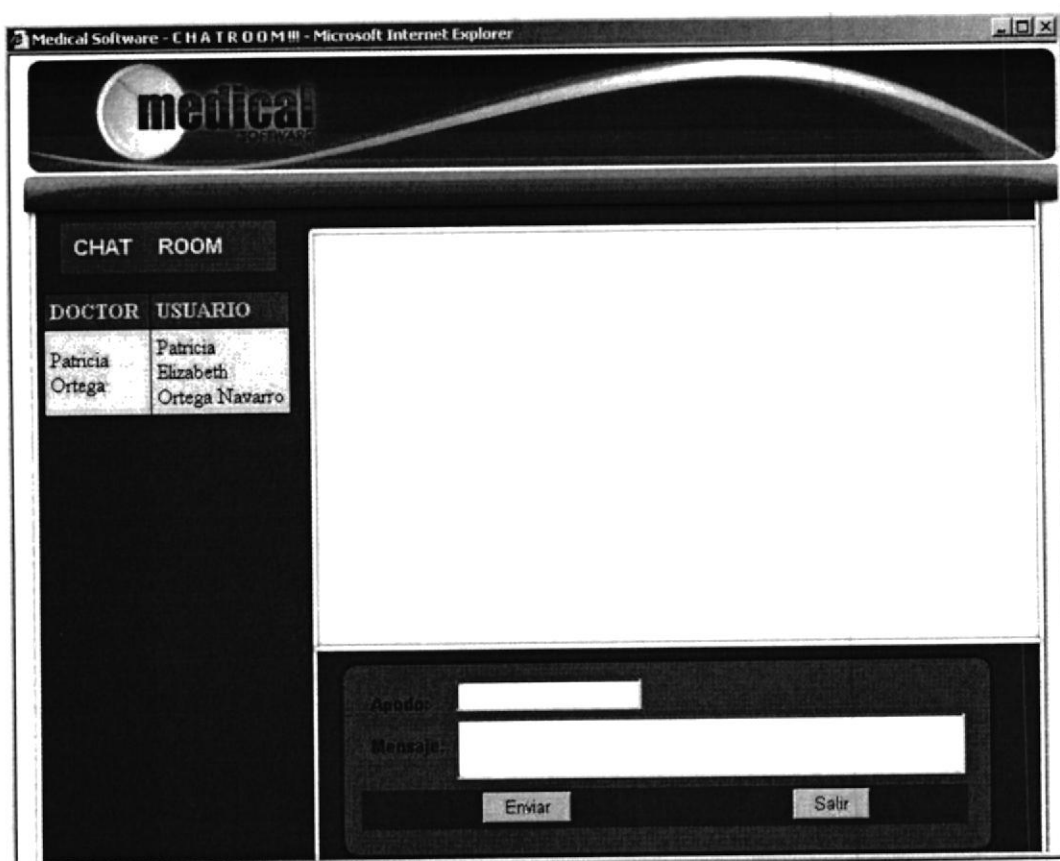 Medical Software - C H A T R O O M !!! - Microsoft Internet Explorer
medical
SOFTWARE
CHAT ROOM
DOCTOR USUARIO
Patricia Ortega
Patricia Elizabeth Ortega Navarro
Apodo:
Mensaje:
Enviar Salir